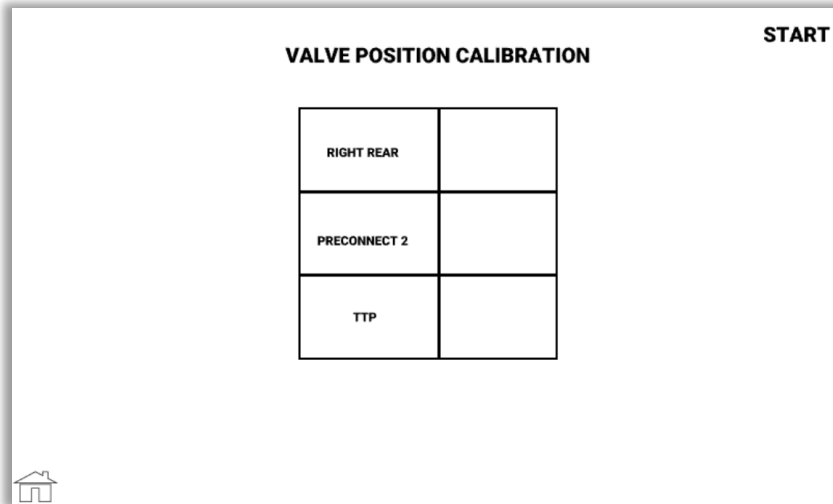 START
VALVE POSITION CALIBRATION
RIGHT REAR
PRECONNECT 2
TTP